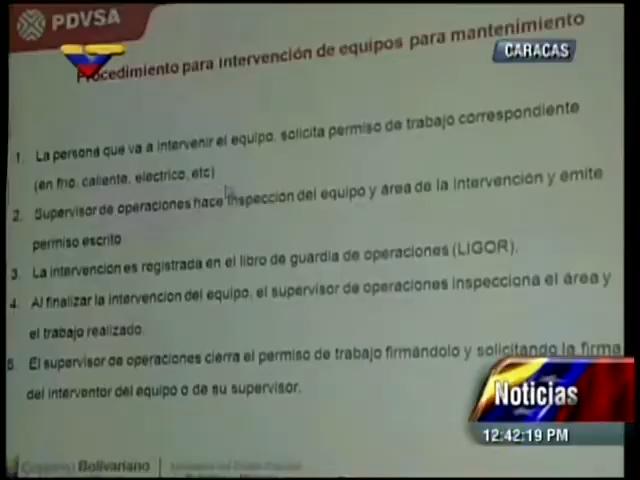 PDVSA
Procedimiento para intervención de equipos para mantenimiento
CARACAS
1. La persona que va a intervenir el equipo, solicita permiso de trabajo correspondiente
(en frio, caliente, electrico, etc)
2. Supervisor de operaciones hace inspeccion del equipo y área de la intervención y emite
permiso escrito
3. La intervención es registrada en el libro de guardia de operaciones (LIGOR).
4. Al finalizar la intervencion del equipo, el supervisor de operaciones inspecciona el área y
el trabajo realizado.
5. El supervisor de operaciones cierra el permiso de trabajo firmándolo y solicitando la firma
del interventor del equipo o de su supervisor.
Noticias
12:42:19 PM
Gobierno Bolivariano